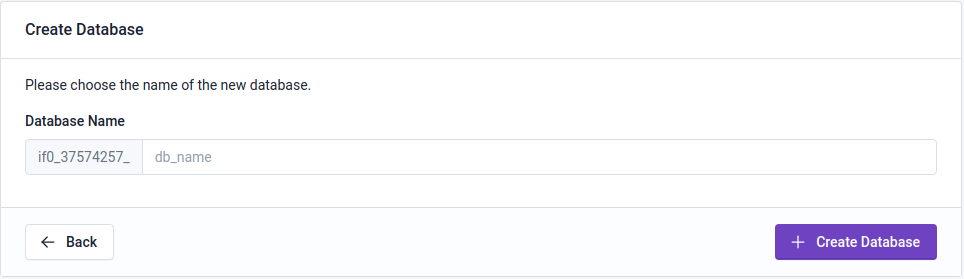 Create Database
Please choose the name of the new database.
Database Name
if0_37574257_ db_name
Back Create Database